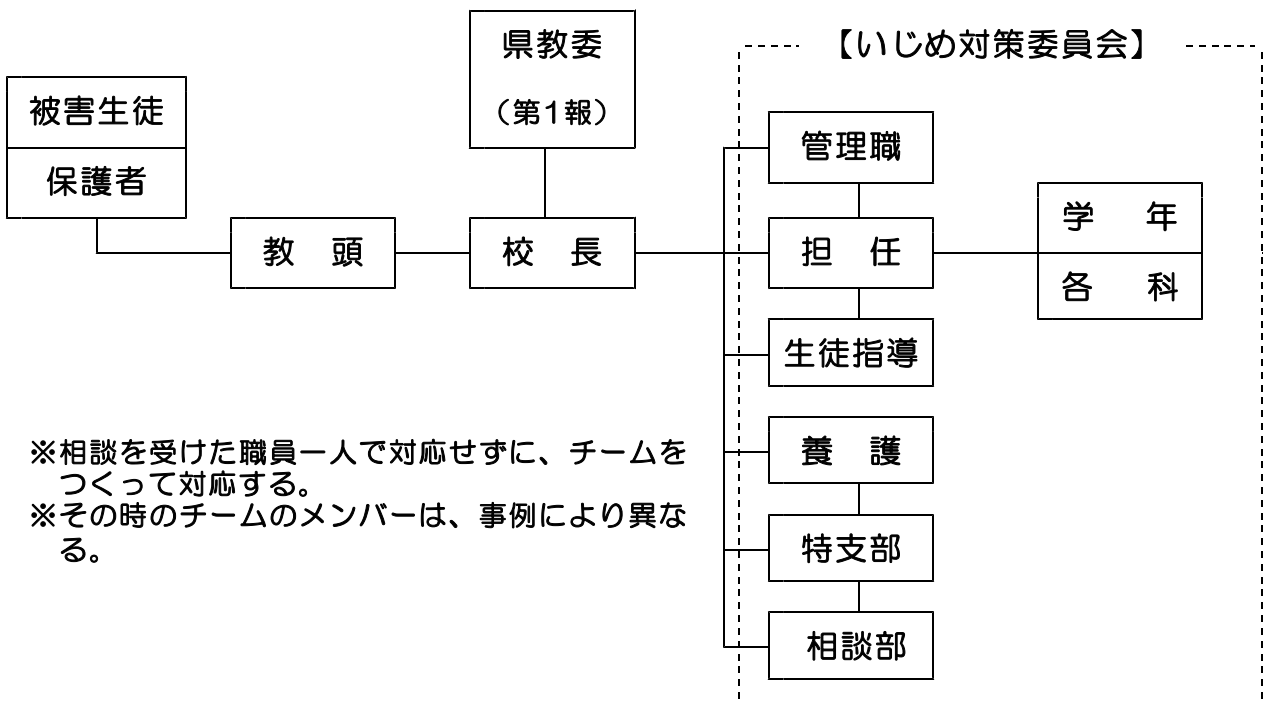 県教委
（第1報）
【いじめ対策委員会】
被害生徒
保護者
教　頭
校　長
管理職
担　任
生徒指導
養　護
特支部
相談部
学　年
各　科
※相談を受けた職員一人で対応せずに、チームを
つくって対応する。
※その時のチームのメンバーは、事例により異な
る。